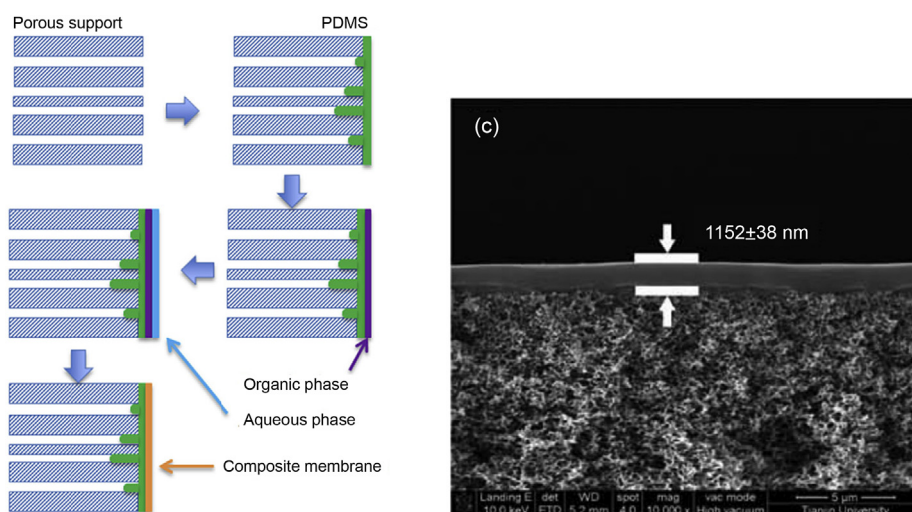 Porous support
PDMS
Organic phase
Aqueous phase
Composite membrane
(c)
1152±38 nm
Landing E det WD spot mag vac mode 5 µm
10.0 keV ETD 5.2 mm 4.0 10,000 x High vacuum Tianjin University